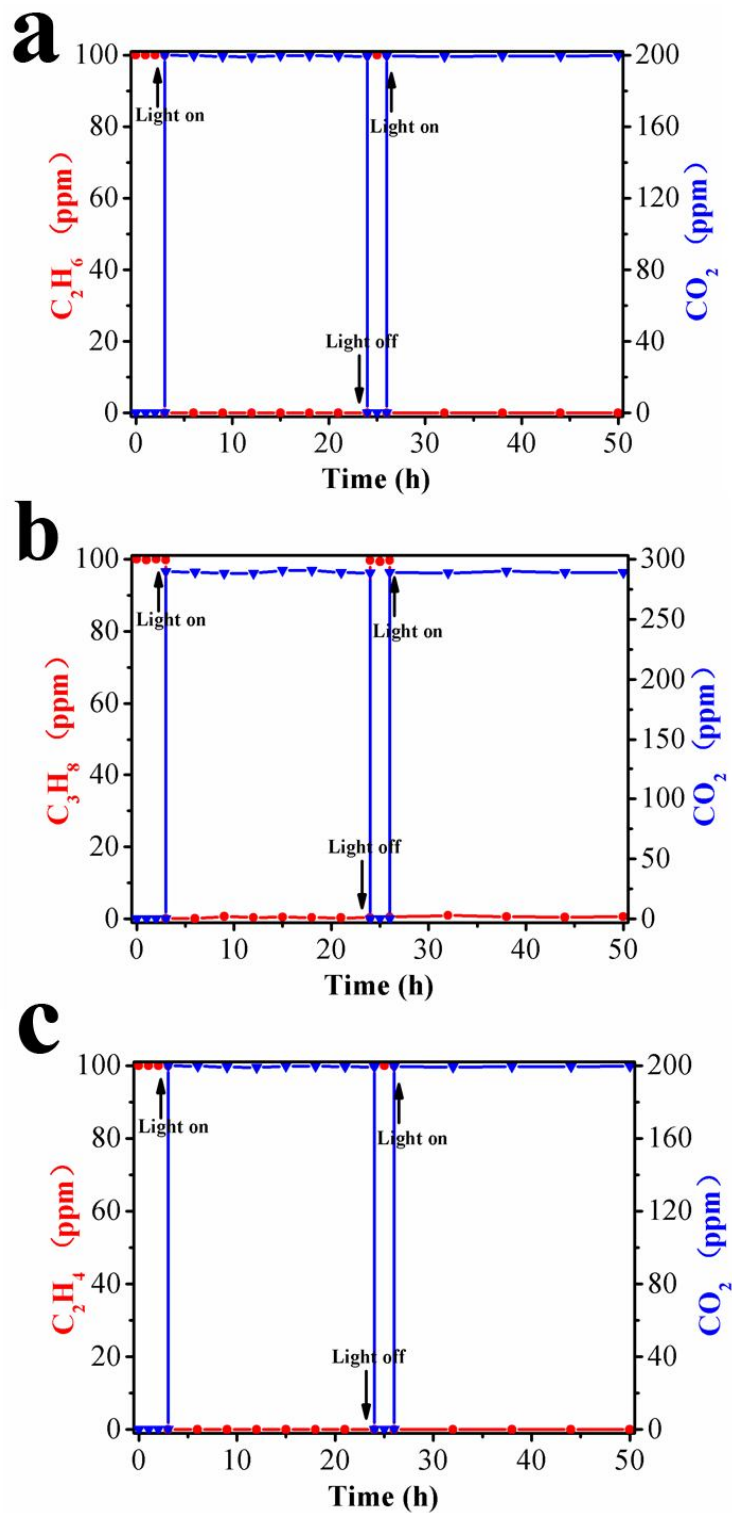 a
100
80
60
40
20
0
C₂H₆ (ppm)
200
160
120
80
40
0
CO₂ (ppm)
Light on
Light on
Light off
0 10 20 30 40 50
Time (h)
b
100
80
60
40
20
0
C₃H₈ (ppm)
300
250
200
150
100
50
0
CO₂ (ppm)
Light on
Light on
Light off
0 10 20 30 40 50
Time (h)
c
100
80
60
40
20
0
C₂H₄ (ppm)
200
160
120
80
40
0
CO₂ (ppm)
Light on
Light on
Light off
0 10 20 30 40 50
Time (h)